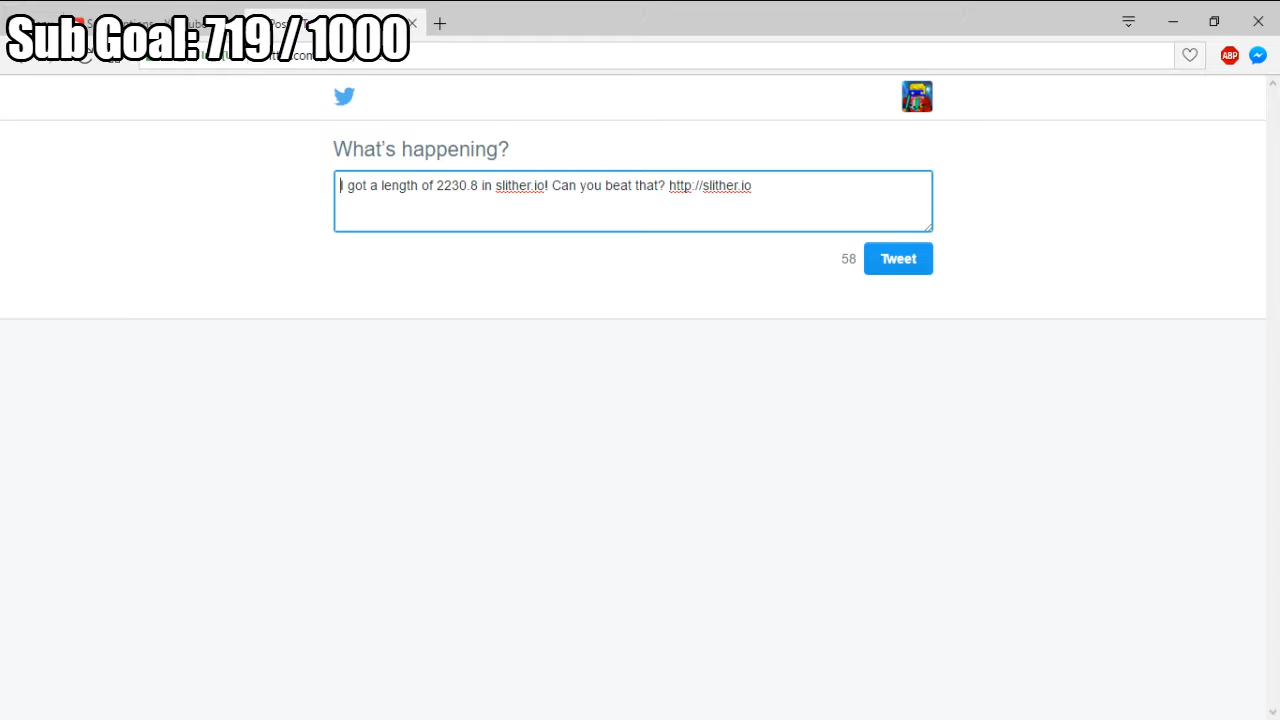 Sub Goal: 719 / 1000
ABP
What's happening?
I got a length of 2230.8 in slither.io! Can you beat that? http://slither.io
58
Tweet